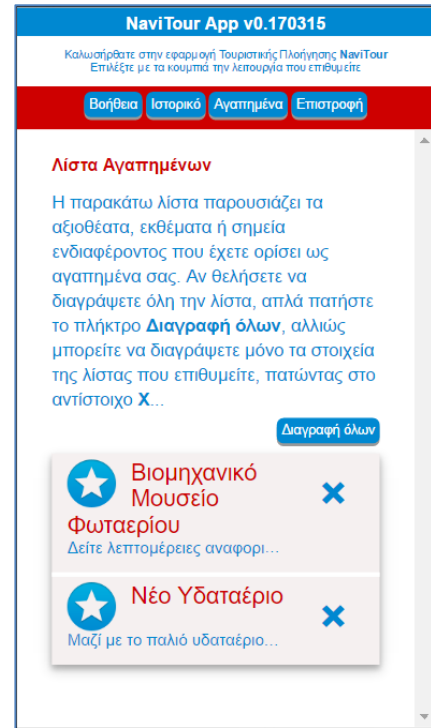 NaviTour App v0.170315
Καλωσήρθατε στην εφαρμογή Τουριστικής Πλοήγησης NaviTour
Επιλέξτε με τα κουμπιά την λειτουργία που επιθυμείτε
Βοήθεια Ιστορικό Αγαπημένα Επιστροφή
Λίστα Αγαπημένων
Η παρακάτω λίστα παρουσιάζει τα
αξιοθέατα, εκθέματα ή σημεία
ενδιαφέροντος που έχετε ορίσει ως
αγαπημένα σας. Αν θελήσετε να
διαγράψετε όλη την λίστα, απλά πατήστε
το πλήκτρο Διαγραφή όλων, αλλιώς
μπορείτε να διαγράψετε μόνο τα στοιχεία
της λίστας που επιθυμείτε, πατώντας στο
αντίστοιχο X...
Διαγραφή όλων
Βιομηχανικό
Μουσείο
Φωταερίου
Δείτε λεπτομέρειες αναφορι...
Νέο Υδαταέριο
Μαζί με το παλιό υδαταέριο...